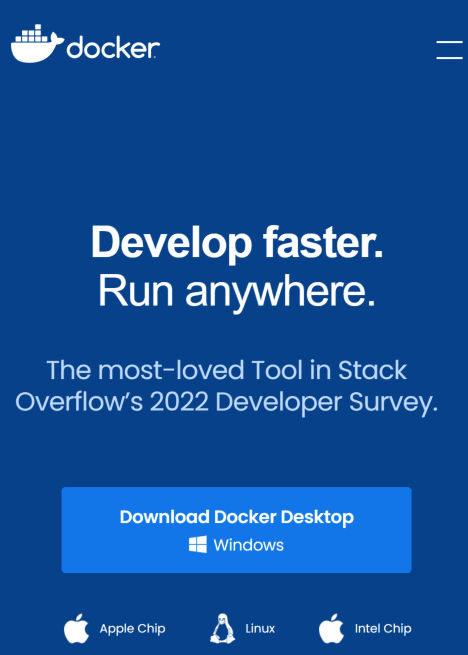 docker
Develop faster.
Run anywhere.
The most-loved Tool in Stack
Overflow's 2022 Developer Survey.
Download Docker Desktop
Windows
Apple Chip
Linux
Intel Chip